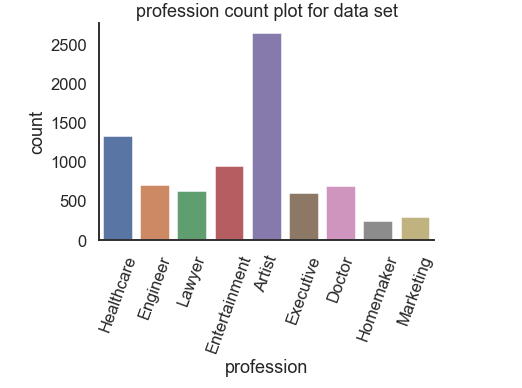 profession count plot for data set
2500
2000
1500
1000
500
0
count
Healthcare
Engineer
Lawyer
Entertainment
Artist
Executive
Doctor
Homemaker
Marketing
profession